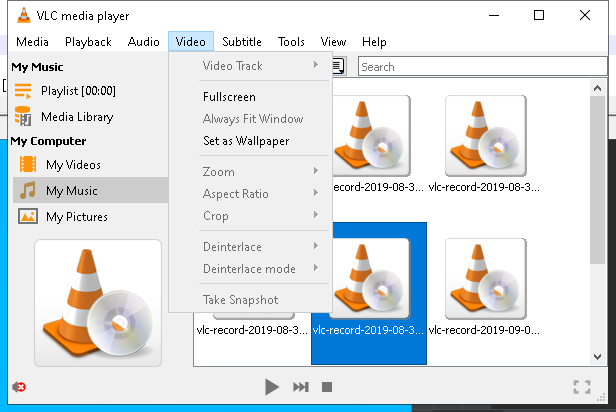 VLC media player
Media Playback Audio Video Subtitle Tools View Help
My Music
Playlist [00:00]
Media Library
My Computer
My Videos
My Music
My Pictures
Video Track
Fullscreen
Always Fit Window
Set as Wallpaper
Zoom
Aspect Ratio
Crop
Deinterlace
Deinterlace mode
Take Snapshot
Search
vlc-record-2019-08-3... vlc-record-2019-08-3...
vlc-record-2019-08-3... vlc-record-2019-08-3... vlc-record-2019-09-0...